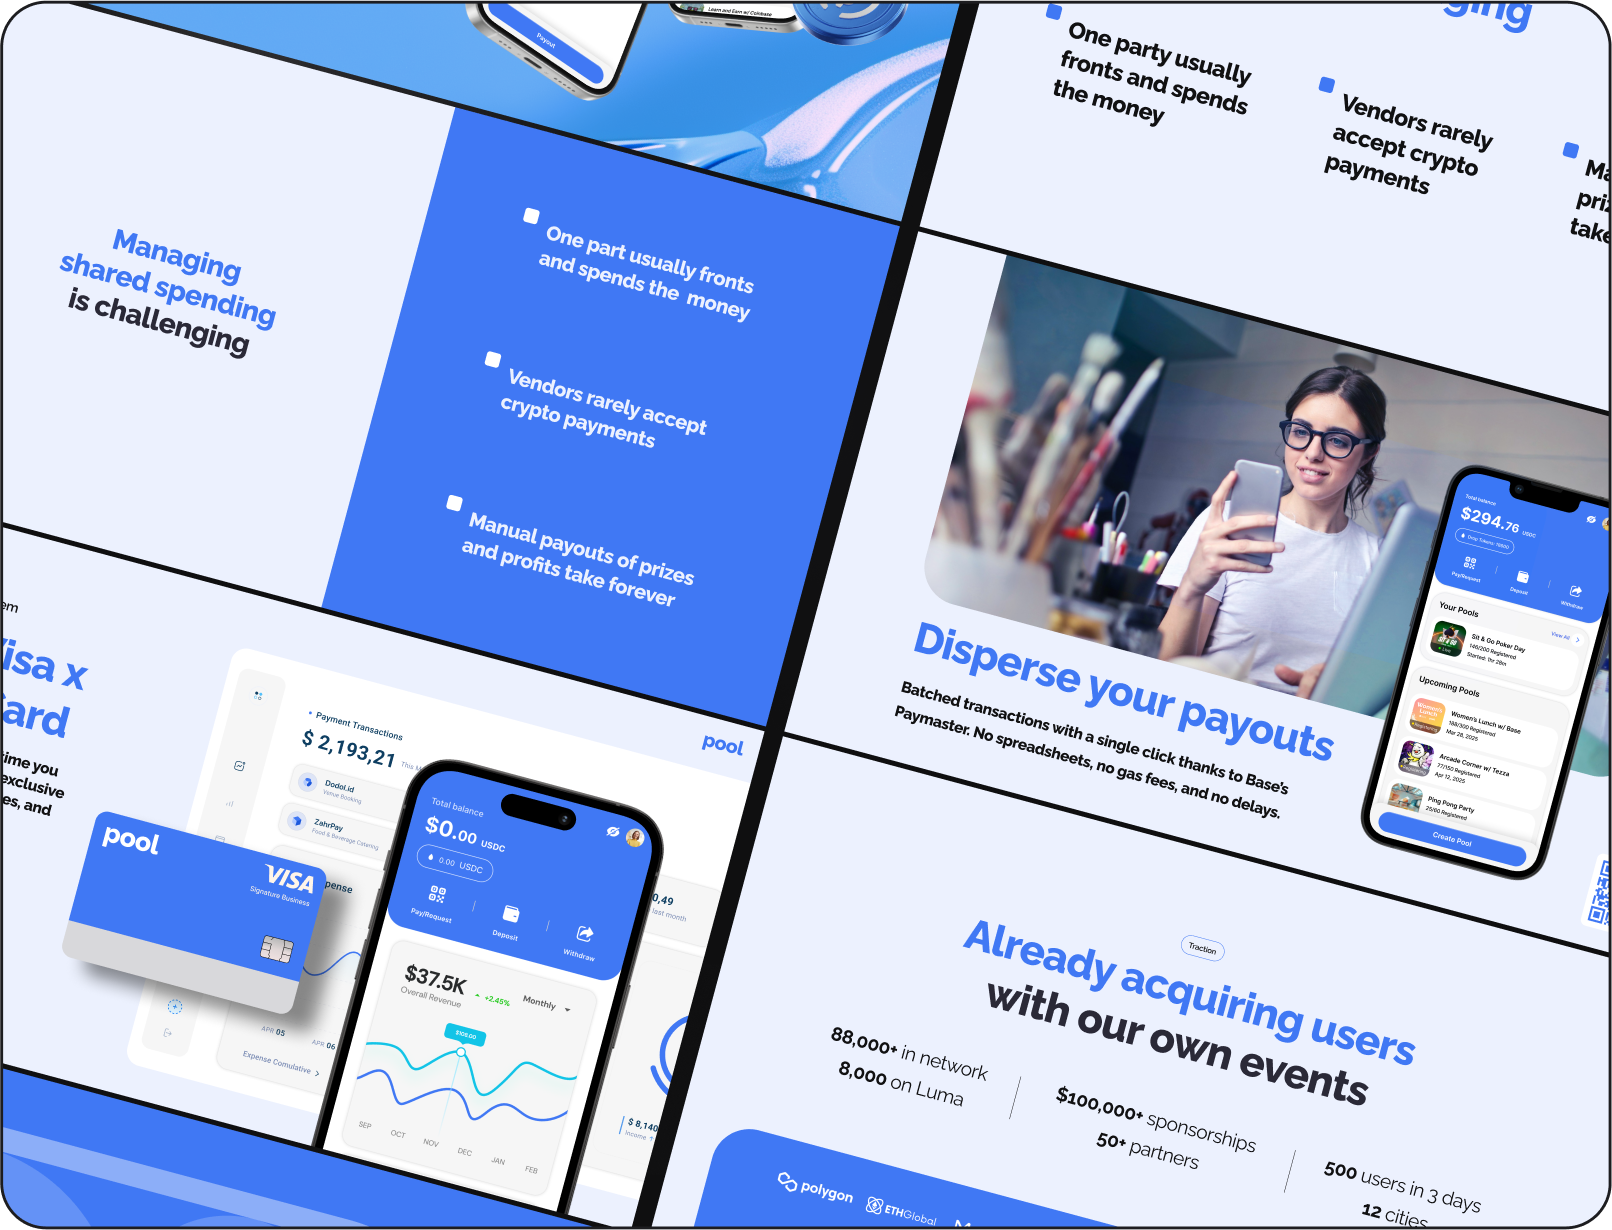 Learn and Earn w/ Coinbase
Payout
Managing
shared spending
is challenging
One part usually fronts
and spends the money
Vendors rarely accept
crypto payments
Manual payouts of prizes
and profits take forever
ging
One party usually
fronts and spends
the money
Vendors rarely
accept crypto
payments
Ma
priz
take
em
isa x
ard
ime you
exclusive
es, and
pool
VISA
Signature Business
Payment Transactions
$ 2,193,21
This M
pool
Dodol.id
Venue Booking
ZahrPay
Food & Beverage Catering
pense
APR 05
APR 06
Expense Comulative
0,49
last month
$ 8,140
Income
Total balance
$0.00 USDC
0.00 USDC
Pay/Request
Deposit
Withdraw
$37.5K
+2.45%
Monthly
Overall Revenue
$109.00
SEP
OCT
NOV
DEC
JAN
FEB
Disperse your payouts
Batched transactions with a single click thanks to Base's
Paymaster. No spreadsheets, no gas fees, and no delays.
Total balance
$294.76 USDC
Pay/Request
Deposit
Withdraw
Your Pools
View All
Sit & Go Poker Day
146/200 Registered
Started: 1hr 28m
Live
Upcoming Pools
Women's Lunch w/ Base
188/300 Registered
Mar 28, 2025
Arcade Corner w/ Tezza
77/150 Registered
Apr 12, 2025
Ping Pong Party
25/60 Registered
Create Pool
Traction
Already acquiring users
with our own events
88,000+ in network
8,000 on Luma
$100,000+ sponsorships
50+ partners
500 users in 3 days
12 cities
polygon
ETHGlobal